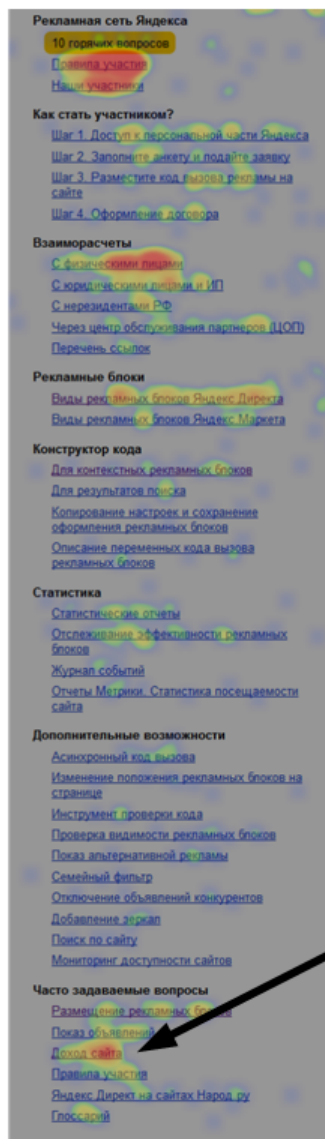 Рекламная сеть Яндекса
10 горячих вопросов
Правила участия
Наши участники
Как стать участником?
Шаг 1. Доступ к персональной части Яндекса
Шаг 2. Заполните анкету и подайте заявку
Шаг 3. Разместите код вызова рекламы на
сайте
Шаг 4. Оформление договора
Взаиморасчеты
С физическими лицами
С юридическими лицами и ИП
С нерезидентами РФ
Через центр обслуживания партнеров (ЦОП)
Перечень ссылок
Рекламные блоки
Виды рекламных блоков Яндекс.Директа
Виды рекламных блоков Яндекс.Маркета
Конструктор кода
Для контекстных рекламных блоков
Для результатов поиска
Копирование настроек и сохранение
оформления рекламных блоков
Описание переменных кода вызова
рекламных блоков
Статистика
Статистические отчеты
Отслеживание эффективности рекламных
блоков
Журнал событий
Отчеты Метрики. Статистика посещаемости
сайта
Дополнительные возможности
Асинхронный код вызова
Изменение положения рекламных блоков на
странице
Инструмент проверки кода
Проверка видимости рекламных блоков
Показ альтернативной рекламы
Семейный фильтр
Отключение объявлений конкурентов
Добавление зеркал
Поиск по сайту
Мониторинг доступности сайтов
Часто задаваемые вопросы
Размещение рекламных блоков
Показ объявлений
Доход сайта
Правила участия
Яндекс.Директ на сайтах Народ.ру
Глоссарий